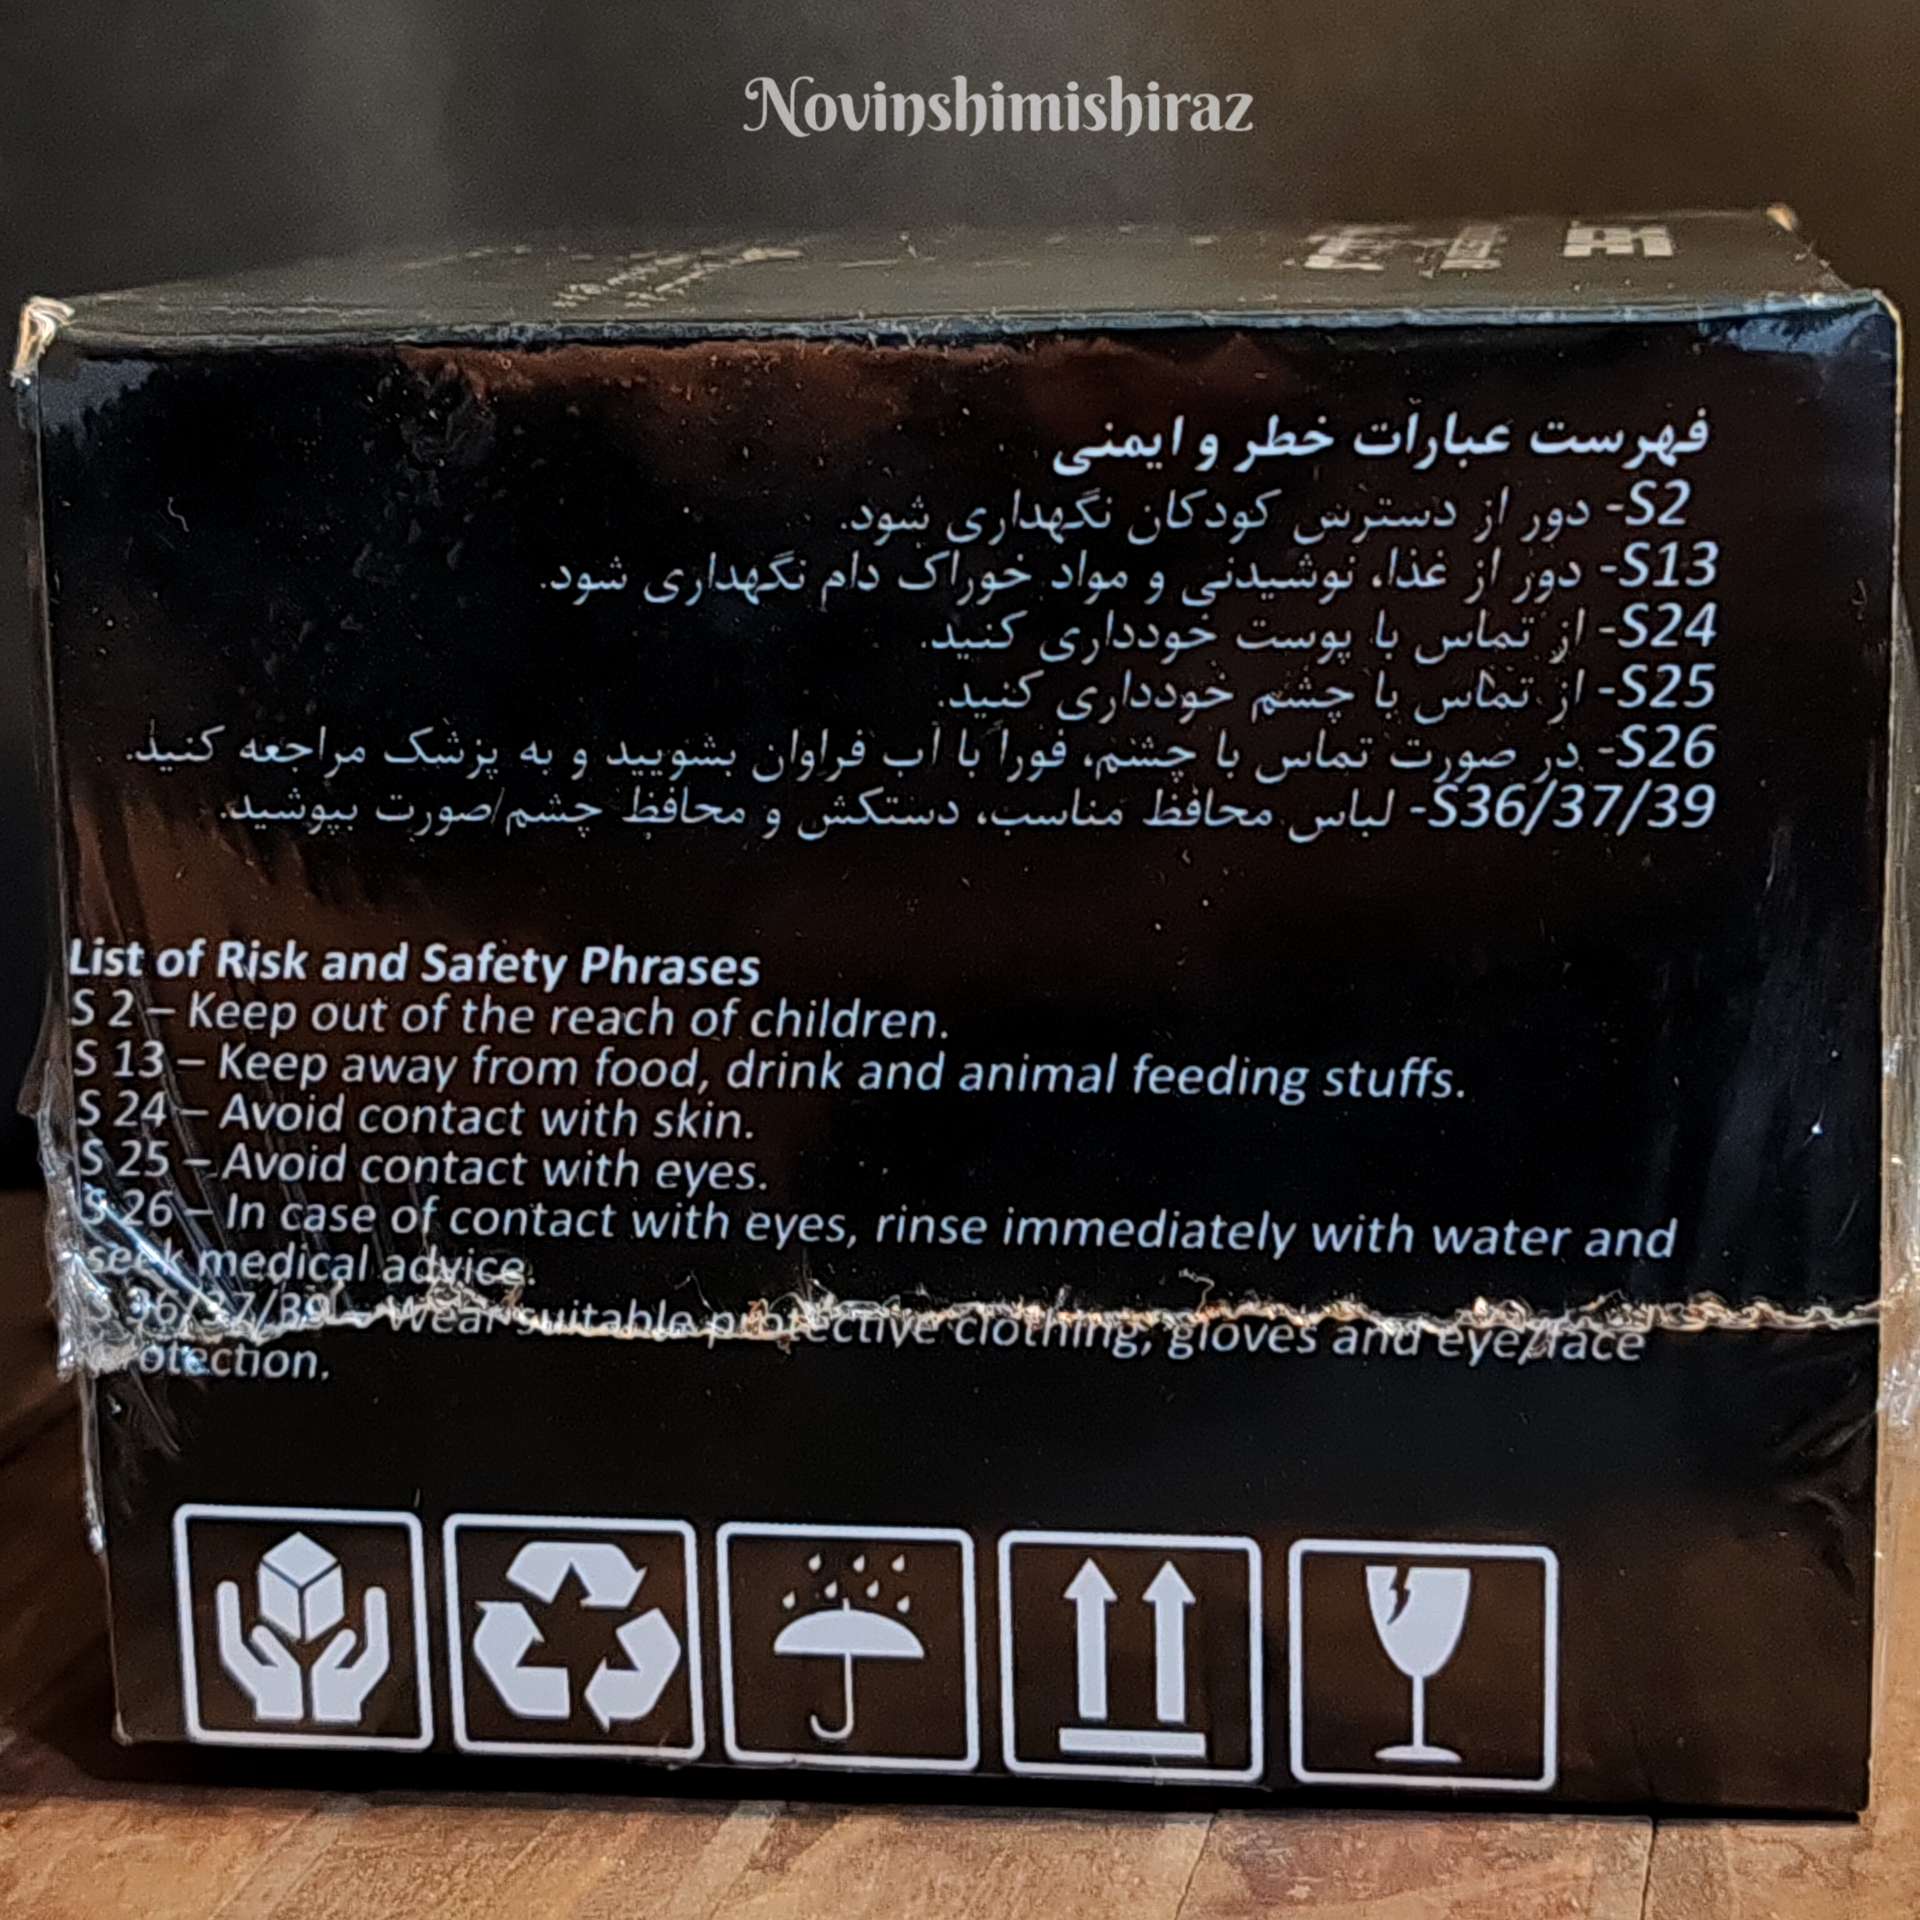 Novinshimishiraz
فهرست عبارات خطر و ایمنی
S2- دور از دسترس کودکان نگهداری شود.
S13- دور از غذا، نوشیدنی و مواد خوراک دام نگهداری شود.
S24- از تماس با پوست خودداری کنید.
S25- از تماس با چشم خودداری کنید.
S26- در صورت تماس با چشم، فورا با آب فراوان بشویید و به پزشک مراجعه کنید.
S36/37/39- لباس محافظ مناسب، دستکش و محافظ چشم/صورت بپوشید.
List of Risk and Safety Phrases
S 2 – Keep out of the reach of children.
S 13 – Keep away from food, drink and animal feeding stuffs.
S 24 – Avoid contact with skin.
S 25 – Avoid contact with eyes.
S 26 – In case of contact with eyes, rinse immediately with water and
seek medical advice.
S 36/37/39 – Wear suitable protective clothing, gloves and eye/face
protection.